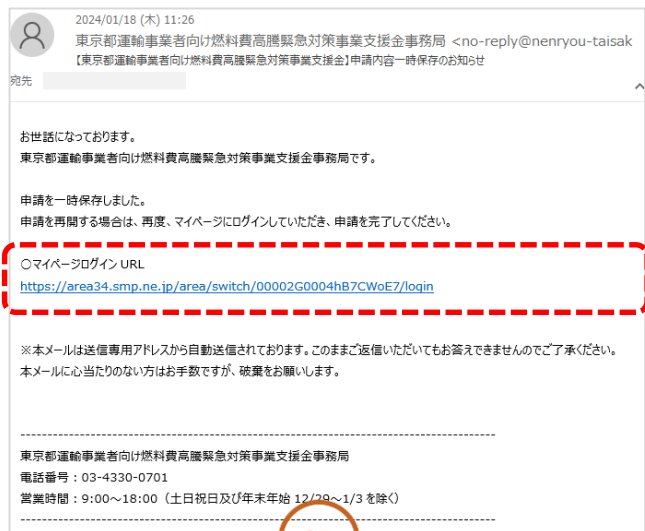 2024/01/18 (木) 11:26
東京都運輸事業者向け燃料費高騰緊急対策事業支援金事務局 <no-reply@nenryou-taisak
【東京都運輸事業者向け燃料費高騰緊急対策事業支援金】申請内容一時保存のお知らせ
宛先
お世話になっております。
東京都運輸事業者向け燃料費高騰緊急対策事業支援金事務局です。
申請を一時保存しました。
申請を再開する場合は、再度、マイページにログインしていただき、申請を完了してください。
○マイページログイン URL
https://area34.smp.ne.jp/area/switch/00002G0004hB7CWoE7/login
※本メールは送信専用アドレスから自動送信されております。このままご返信いただいてもお答えできませんのでご了承ください。
本メールに心当たりのない方はお手数ですが、破棄をお願いします。
--------------------------------------------------------------------------------
東京都運輸事業者向け燃料費高騰緊急対策事業支援金事務局
電話番号：03-4330-0701
営業時間：9:00～18:00（土日祝日及び年末年始 12/29～1/3 を除く）
--------------------------------------------------------------------------------